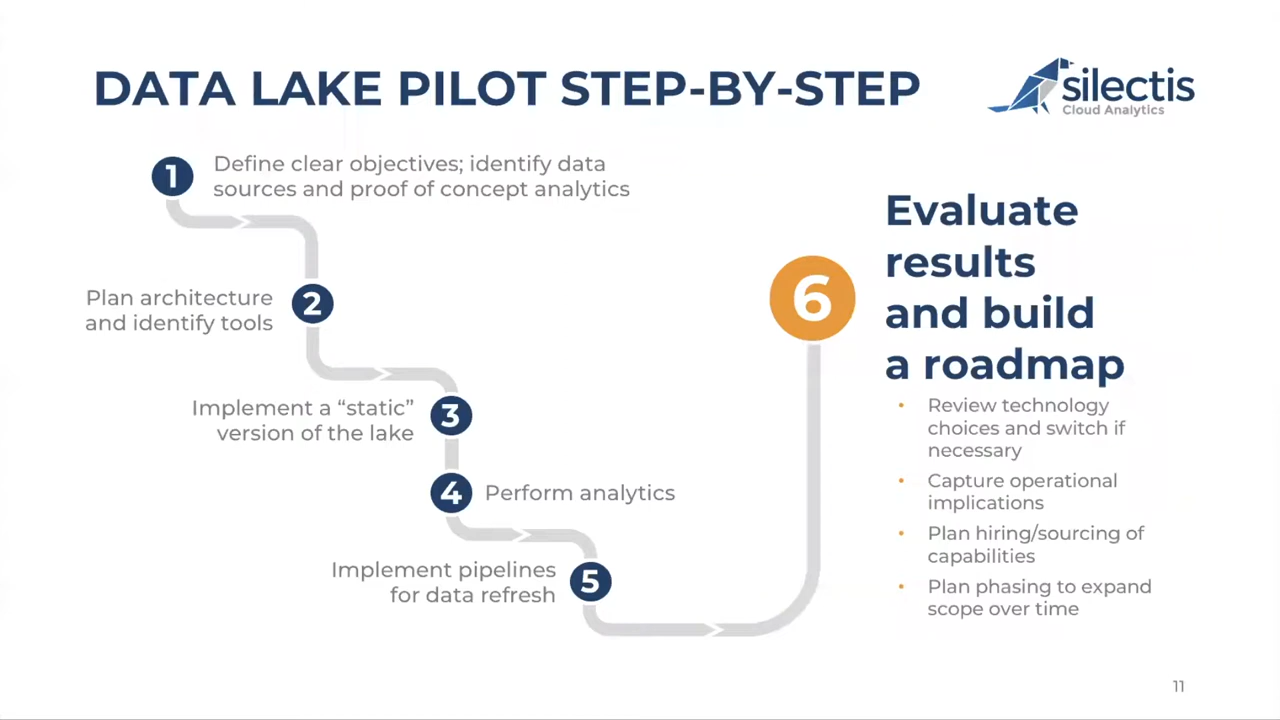 DATA LAKE PILOT STEP-BY-STEP
silectis
Cloud Analytics
1
Define clear objectives; identify data
sources and proof of concept analytics
Plan architecture
and identify tools
2
Implement a “static”
version of the lake
3
4
Perform analytics
Implement pipelines
for data refresh
5
6
Evaluate
results
and build
a roadmap
• Review technology
choices and switch if
necessary
• Capture operational
implications
• Plan hiring/sourcing of
capabilities
• Plan phasing to expand
scope over time
11